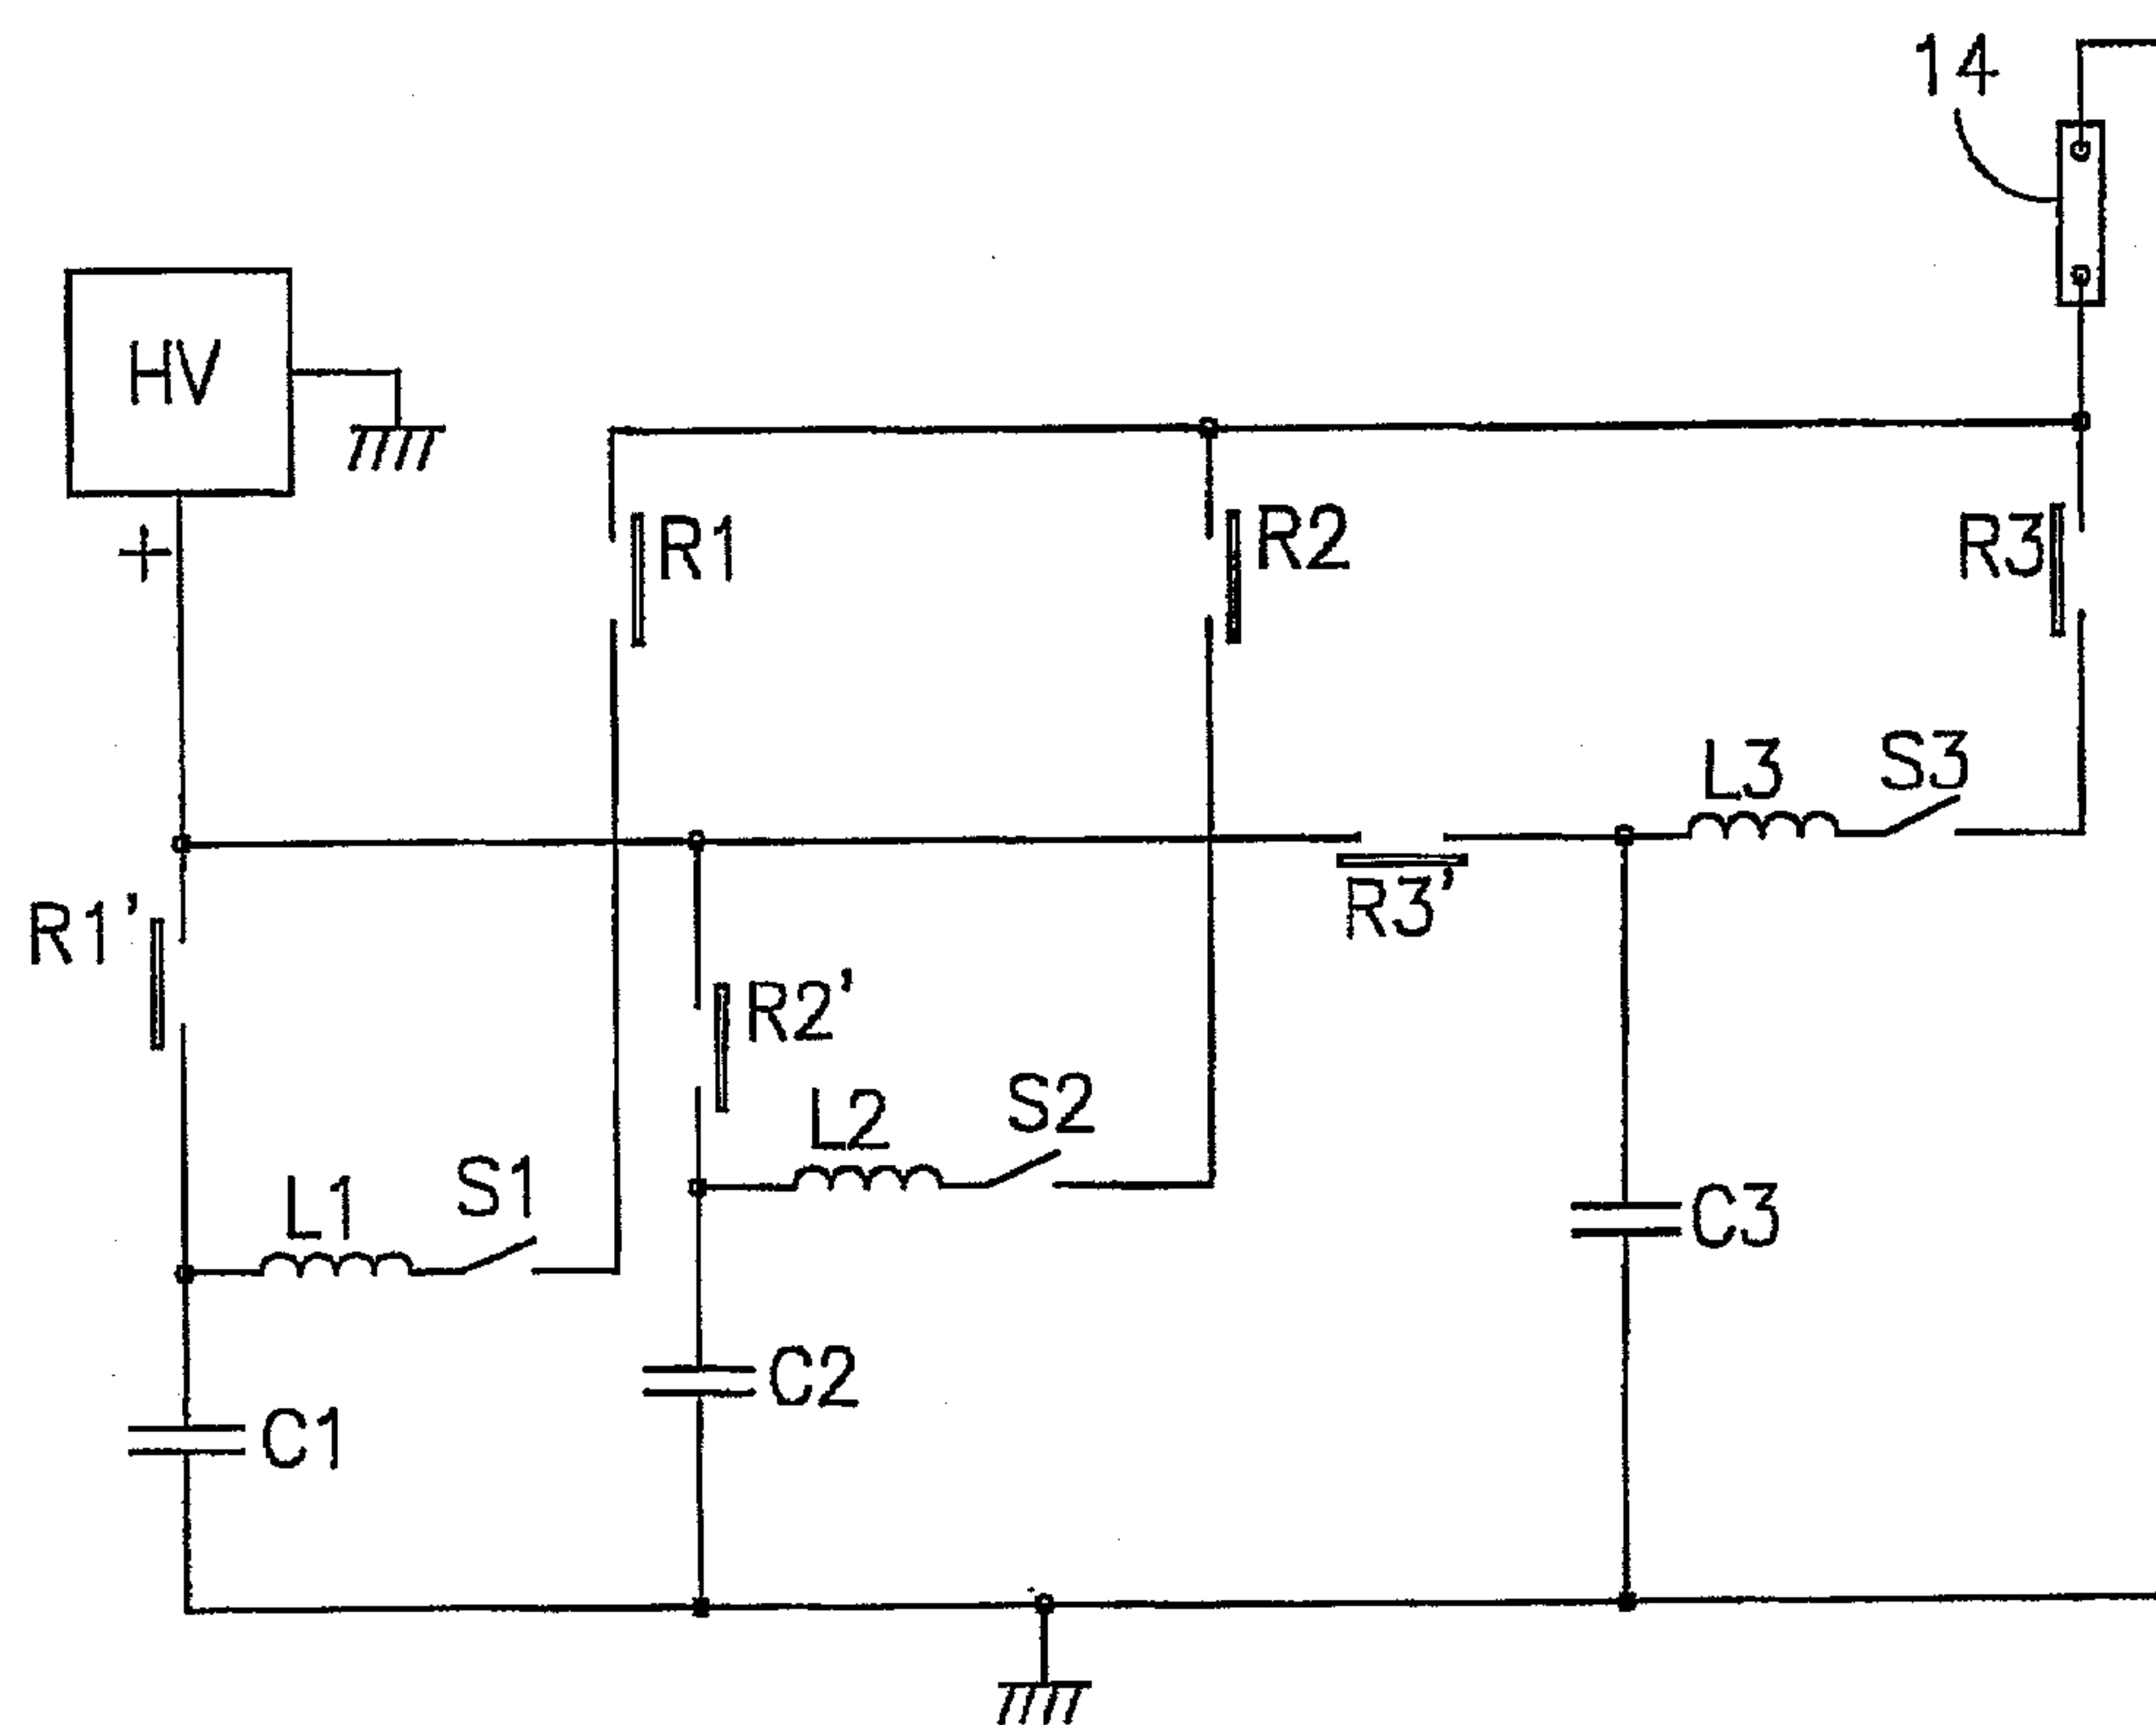 14
HV
+
R1
R2
R3
L3
S3
R1'
R3'
R2'
L2
S2
L1
S1
C3
C2
C1